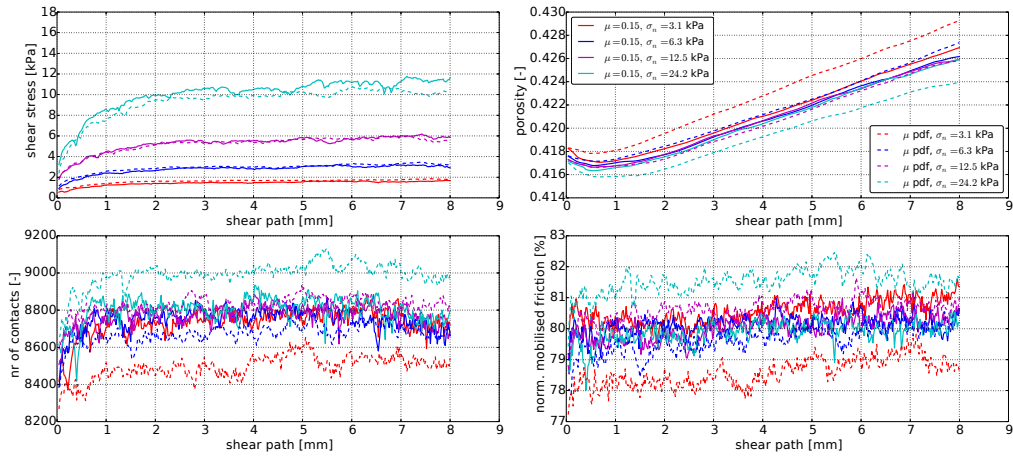 18
16
14
12
10
8
6
4
2
0
shear stress [kPa]
0 1 2 3 4 5 6 7 8 9
shear path [mm]
0.430
0.428
0.426
0.424
0.422
0.420
0.418
0.416
0.414
porosity [-]
μ=0.15, σn=3.1 kPa
μ=0.15, σn=6.3 kPa
μ=0.15, σn=12.5 kPa
μ=0.15, σn=24.2 kPa
μ pdf, σn=3.1 kPa
μ pdf, σn=6.3 kPa
μ pdf, σn=12.5 kPa
μ pdf, σn=24.2 kPa
0 1 2 3 4 5 6 7 8 9
shear path [mm]
9200
9000
8800
8600
8400
8200
nr of contacts [-]
0 1 2 3 4 5 6 7 8 9
shear path [mm]
83
82
81
80
79
78
77
norm. mobilised friction [%]
0 1 2 3 4 5 6 7 8 9
shear path [mm]